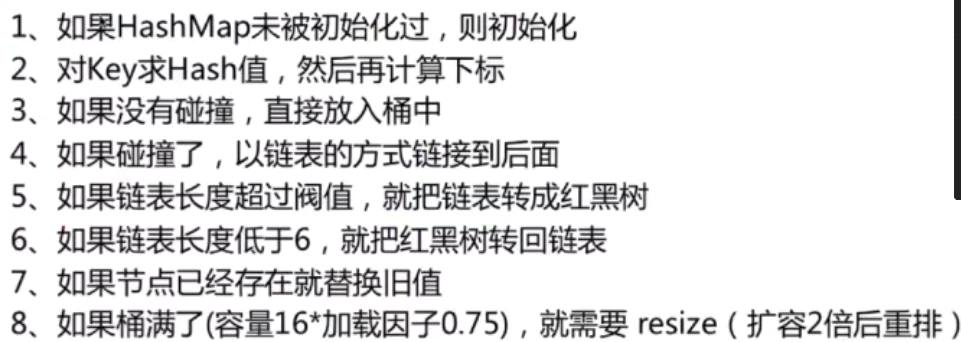 1、如果HashMap未被初始化过，则初始化
2、对Key求Hash值，然后再计算下标
3、如果没有碰撞，直接放入桶中
4、如果碰撞了，以链表的方式链接到后面
5、如果链表长度超过阀值，就把链表转成红黑树
6、如果链表长度低于6，就把红黑树转回链表
7、如果节点已经存在就替换旧值
8、如果桶满了(容量16*加载因子0.75)，就需要 resize（扩容2倍后重排）